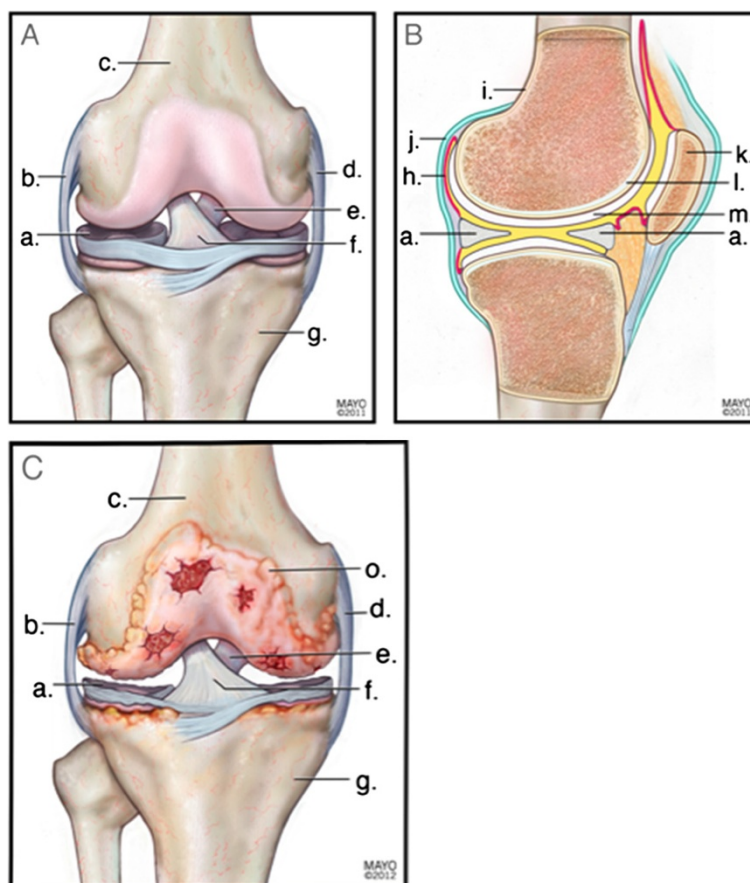 A
c.
b.
d.
a.
e.
f.
g.
MAYO
©2011
B
i.
j.
k.
h.
l.
m
a.
a.
MAYO
©2011
C
c.
o.
b.
d.
e.
a.
f.
g.
MAYO
©2012